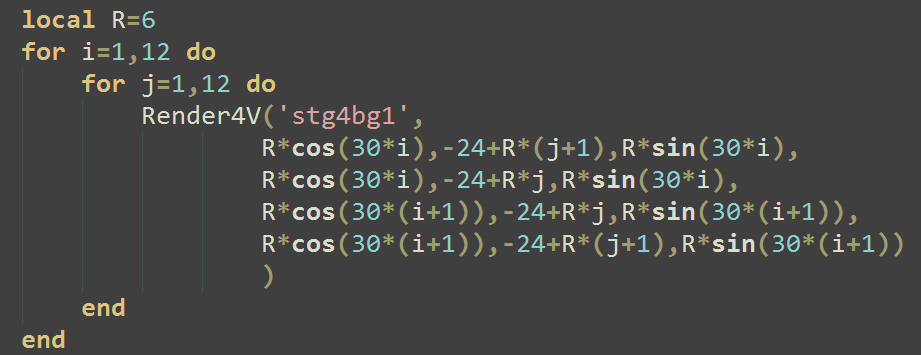 local R=6
for i=1,12 do
    for j=1,12 do
        Render4V('stg4bg1',
                R*cos(30*i),-24+R*(j+1),R*sin(30*i),
                R*cos(30*i),-24+R*j,R*sin(30*i),
                R*cos(30*(i+1)),-24+R*j,R*sin(30*(i+1)),
                R*cos(30*(i+1)),-24+R*(j+1),R*sin(30*(i+1))
                )
    end
end